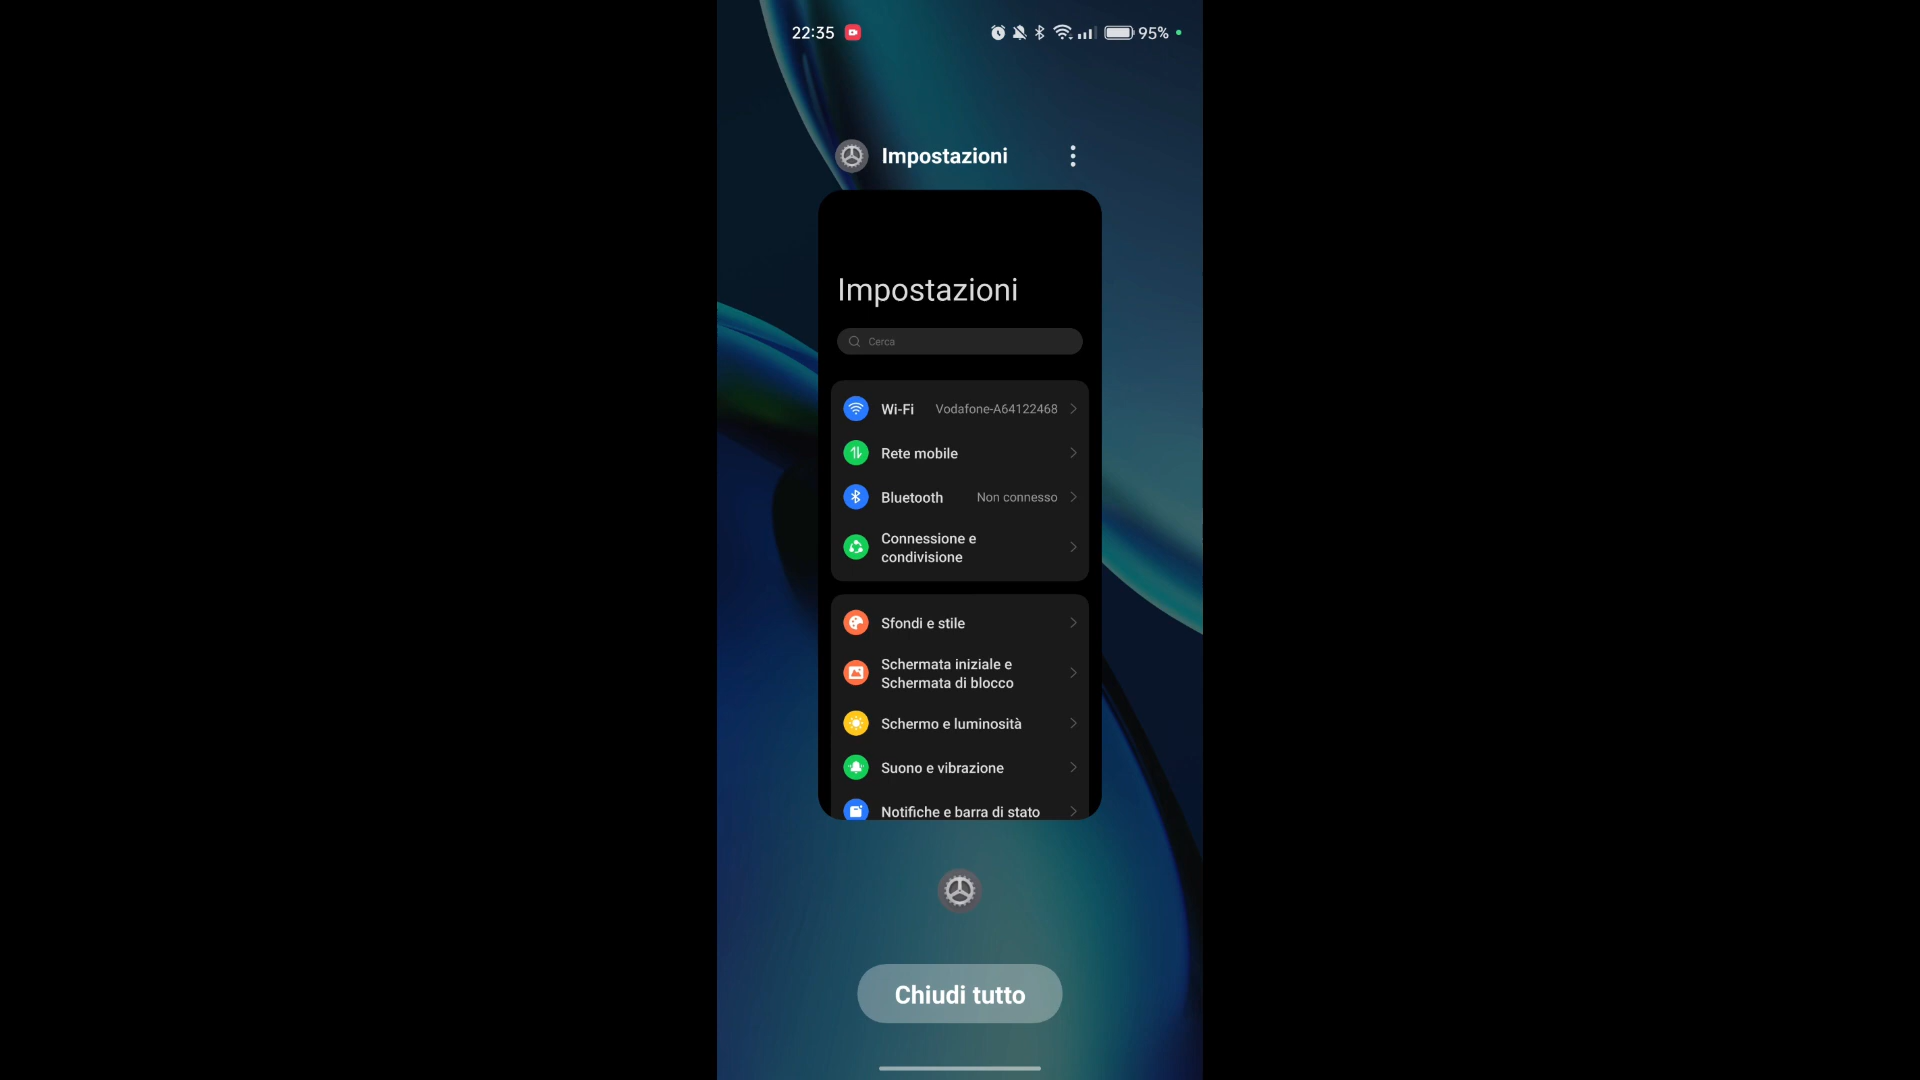 22:35
95%
Impostazioni
Impostazioni
Cerca
Wi-Fi Vodafone-A64122468
Rete mobile
Bluetooth Non connesso
Connessione e
condivisione
Sfondi e stile
Schermata iniziale e
Schermata di blocco
Schermo e luminosità
Suono e vibrazione
Notifiche e barra di stato
Chiudi tutto